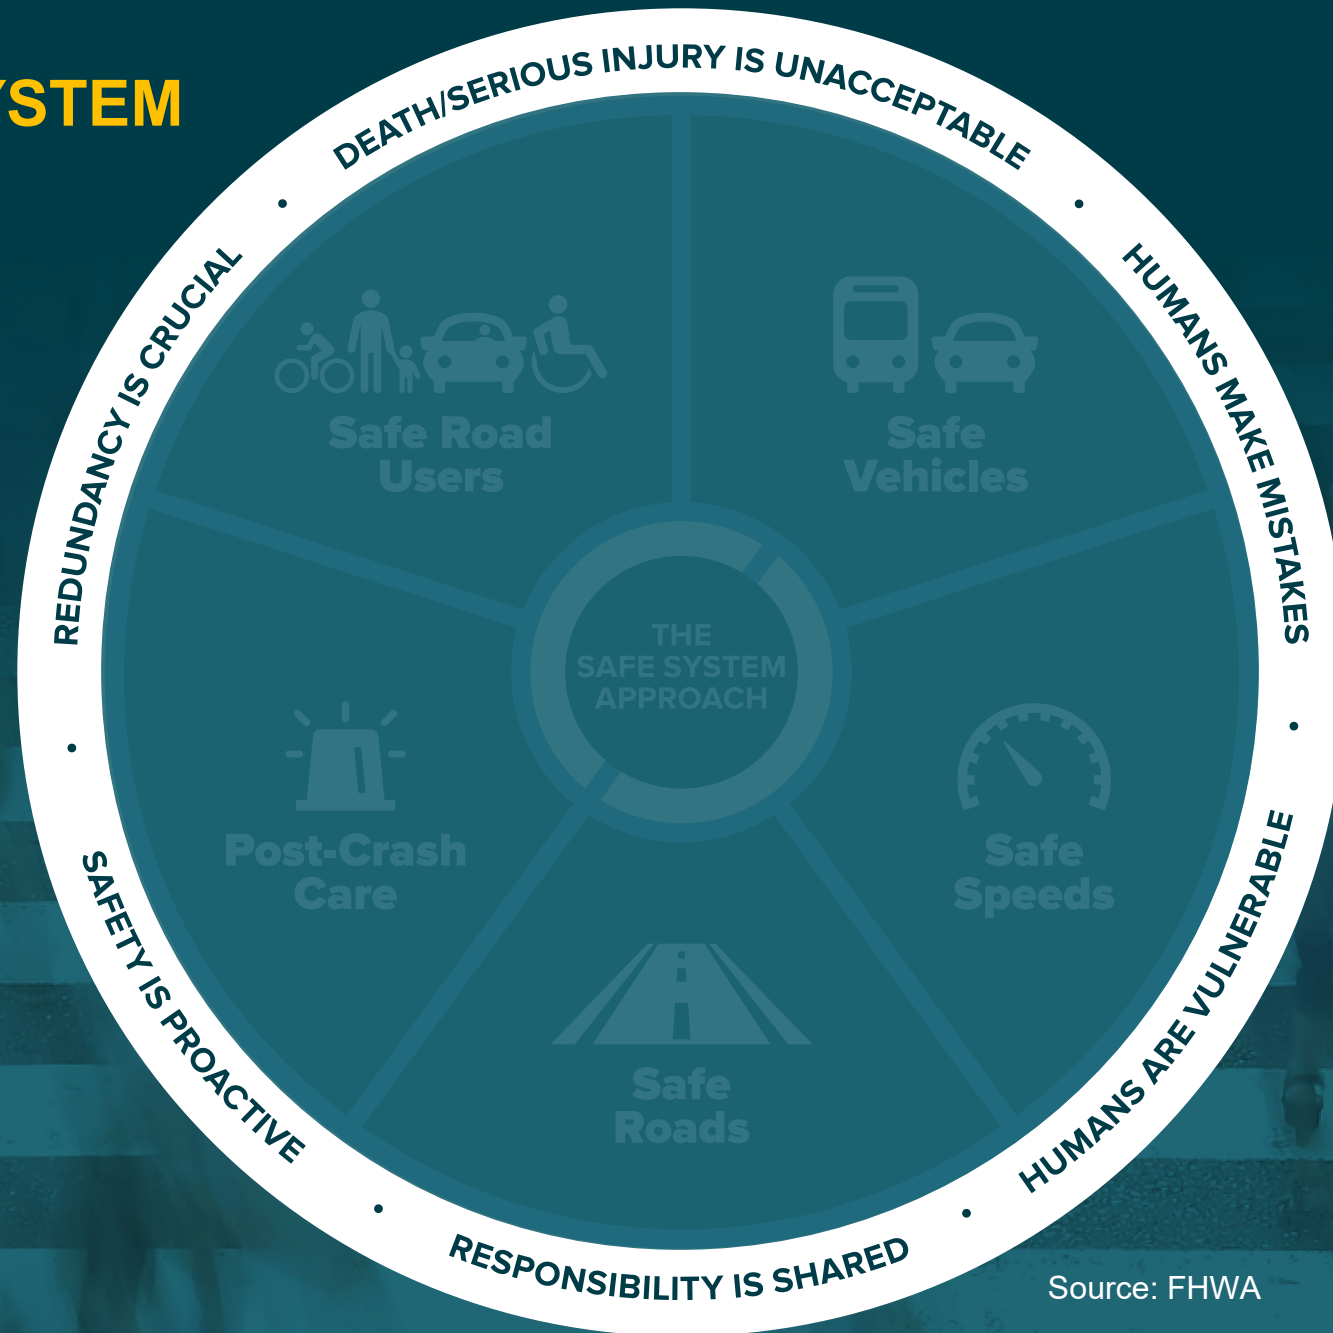 YSTEM
DEATH/SERIOUS INJURY IS UNACCEPTABLE
HUMANS MAKE MISTAKES
HUMANS ARE VULNERABLE
RESPONSIBILITY IS SHARED
SAFETY IS PROACTIVE
REDUNDANCY IS CRUCIAL
Safe Road
Users
Safe
Vehicles
THE
SAFE SYSTEM
APPROACH
Post-Crash
Care
Safe
Speeds
Safe
Roads
Source: FHWA